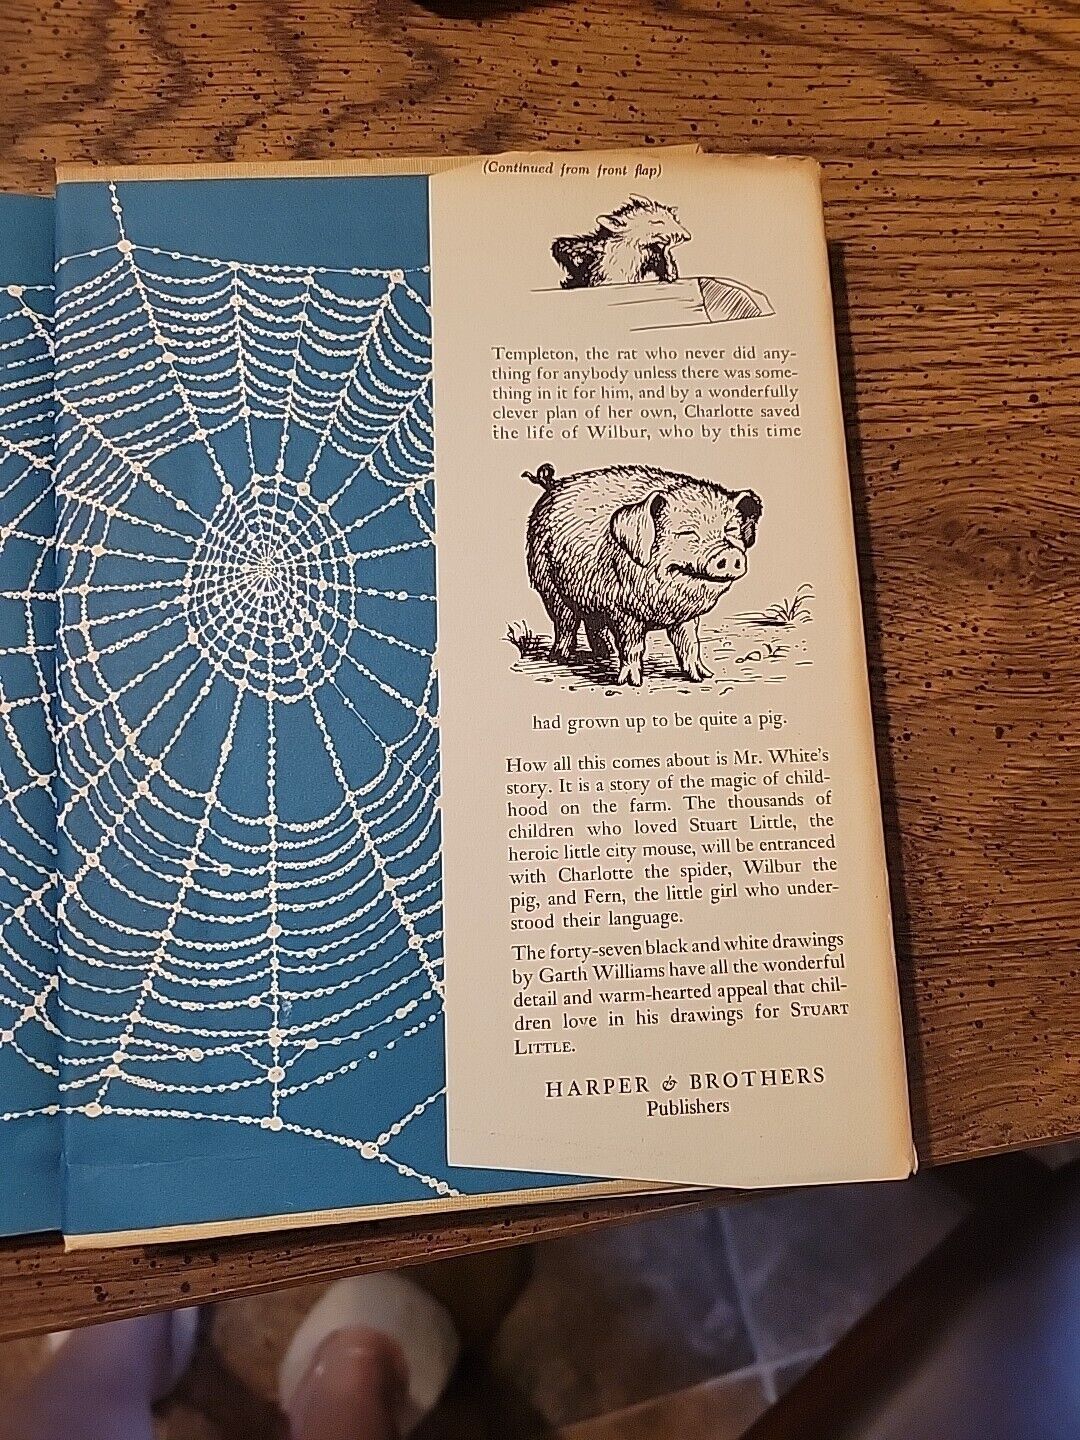 (Continued from front flap)
Templeton, the rat who never did any-
thing for anybody unless there was some-
thing in it for him, and by a wonderfully
clever plan of her own, Charlotte saved
the life of Wilbur, who by this time
had grown up to be quite a pig.
How all this comes about is Mr. White's
story. It is a story of the magic of child-
hood on the farm. The thousands of
children who loved Stuart Little, the
heroic little city mouse, will be entranced
with Charlotte the spider, Wilbur the
pig, and Fern, the little girl who under-
stood their language.
The forty-seven black and white drawings
by Garth Williams have all the wonderful
detail and warm-hearted appeal that chil-
dren love in his drawings for STUART
LITTLE.
HARPER & BROTHERS
Publishers